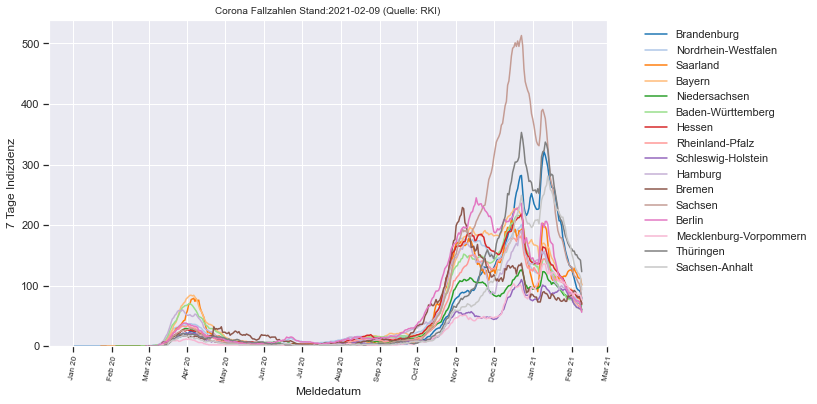 Corona Fallzahlen Stand:2021-02-09 (Quelle: RKI)
7 Tage Indizdenz
500
400
300
200
100
0
Jan 20
Feb 20
Mar 20
Apr 20
May 20
Jun 20
Jul 20
Aug 20
Sep 20
Oct 20
Nov 20
Dec 20
Jan 21
Feb 21
Mar 21
Meldedatum
Brandenburg
Nordrhein-Westfalen
Saarland
Bayern
Niedersachsen
Baden-Württemberg
Hessen
Rheinland-Pfalz
Schleswig-Holstein
Hamburg
Bremen
Sachsen
Berlin
Mecklenburg-Vorpommern
Thüringen
Sachsen-Anhalt